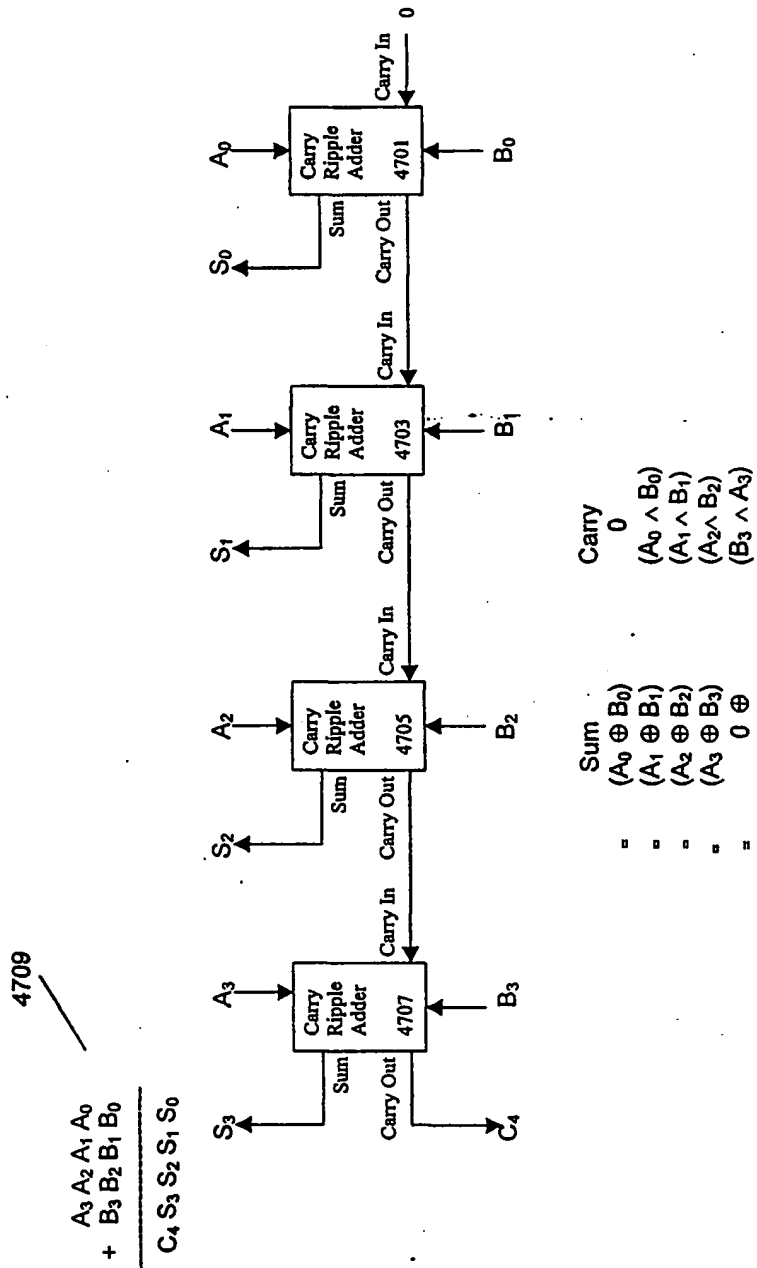 4709
A3 A2 A1 A0
+ B3 B2 B1 B0
C4 S3 S2 S1 S0
S3
A3
Carry Ripple Adder
4707
Sum
Carry Out
Carry In
C4
B3
S2
A2
Carry Ripple Adder
4705
Sum
Carry Out
Carry In
B2
S1
A1
Carry Ripple Adder
4703
Sum
Carry Out
Carry In
B1
S0
A0
Carry Ripple Adder
4701
Sum
Carry Out
Carry In
0
B0
Sum Carry
(A0 ⊕ B0) 0
(A1 ⊕ B1) (A0 ∧ B0)
(A2 ⊕ B2) (A1 ∧ B1)
(A3 ⊕ B3) (A2 ∧ B2)
0 ⊕ (B3 ∧ A3)